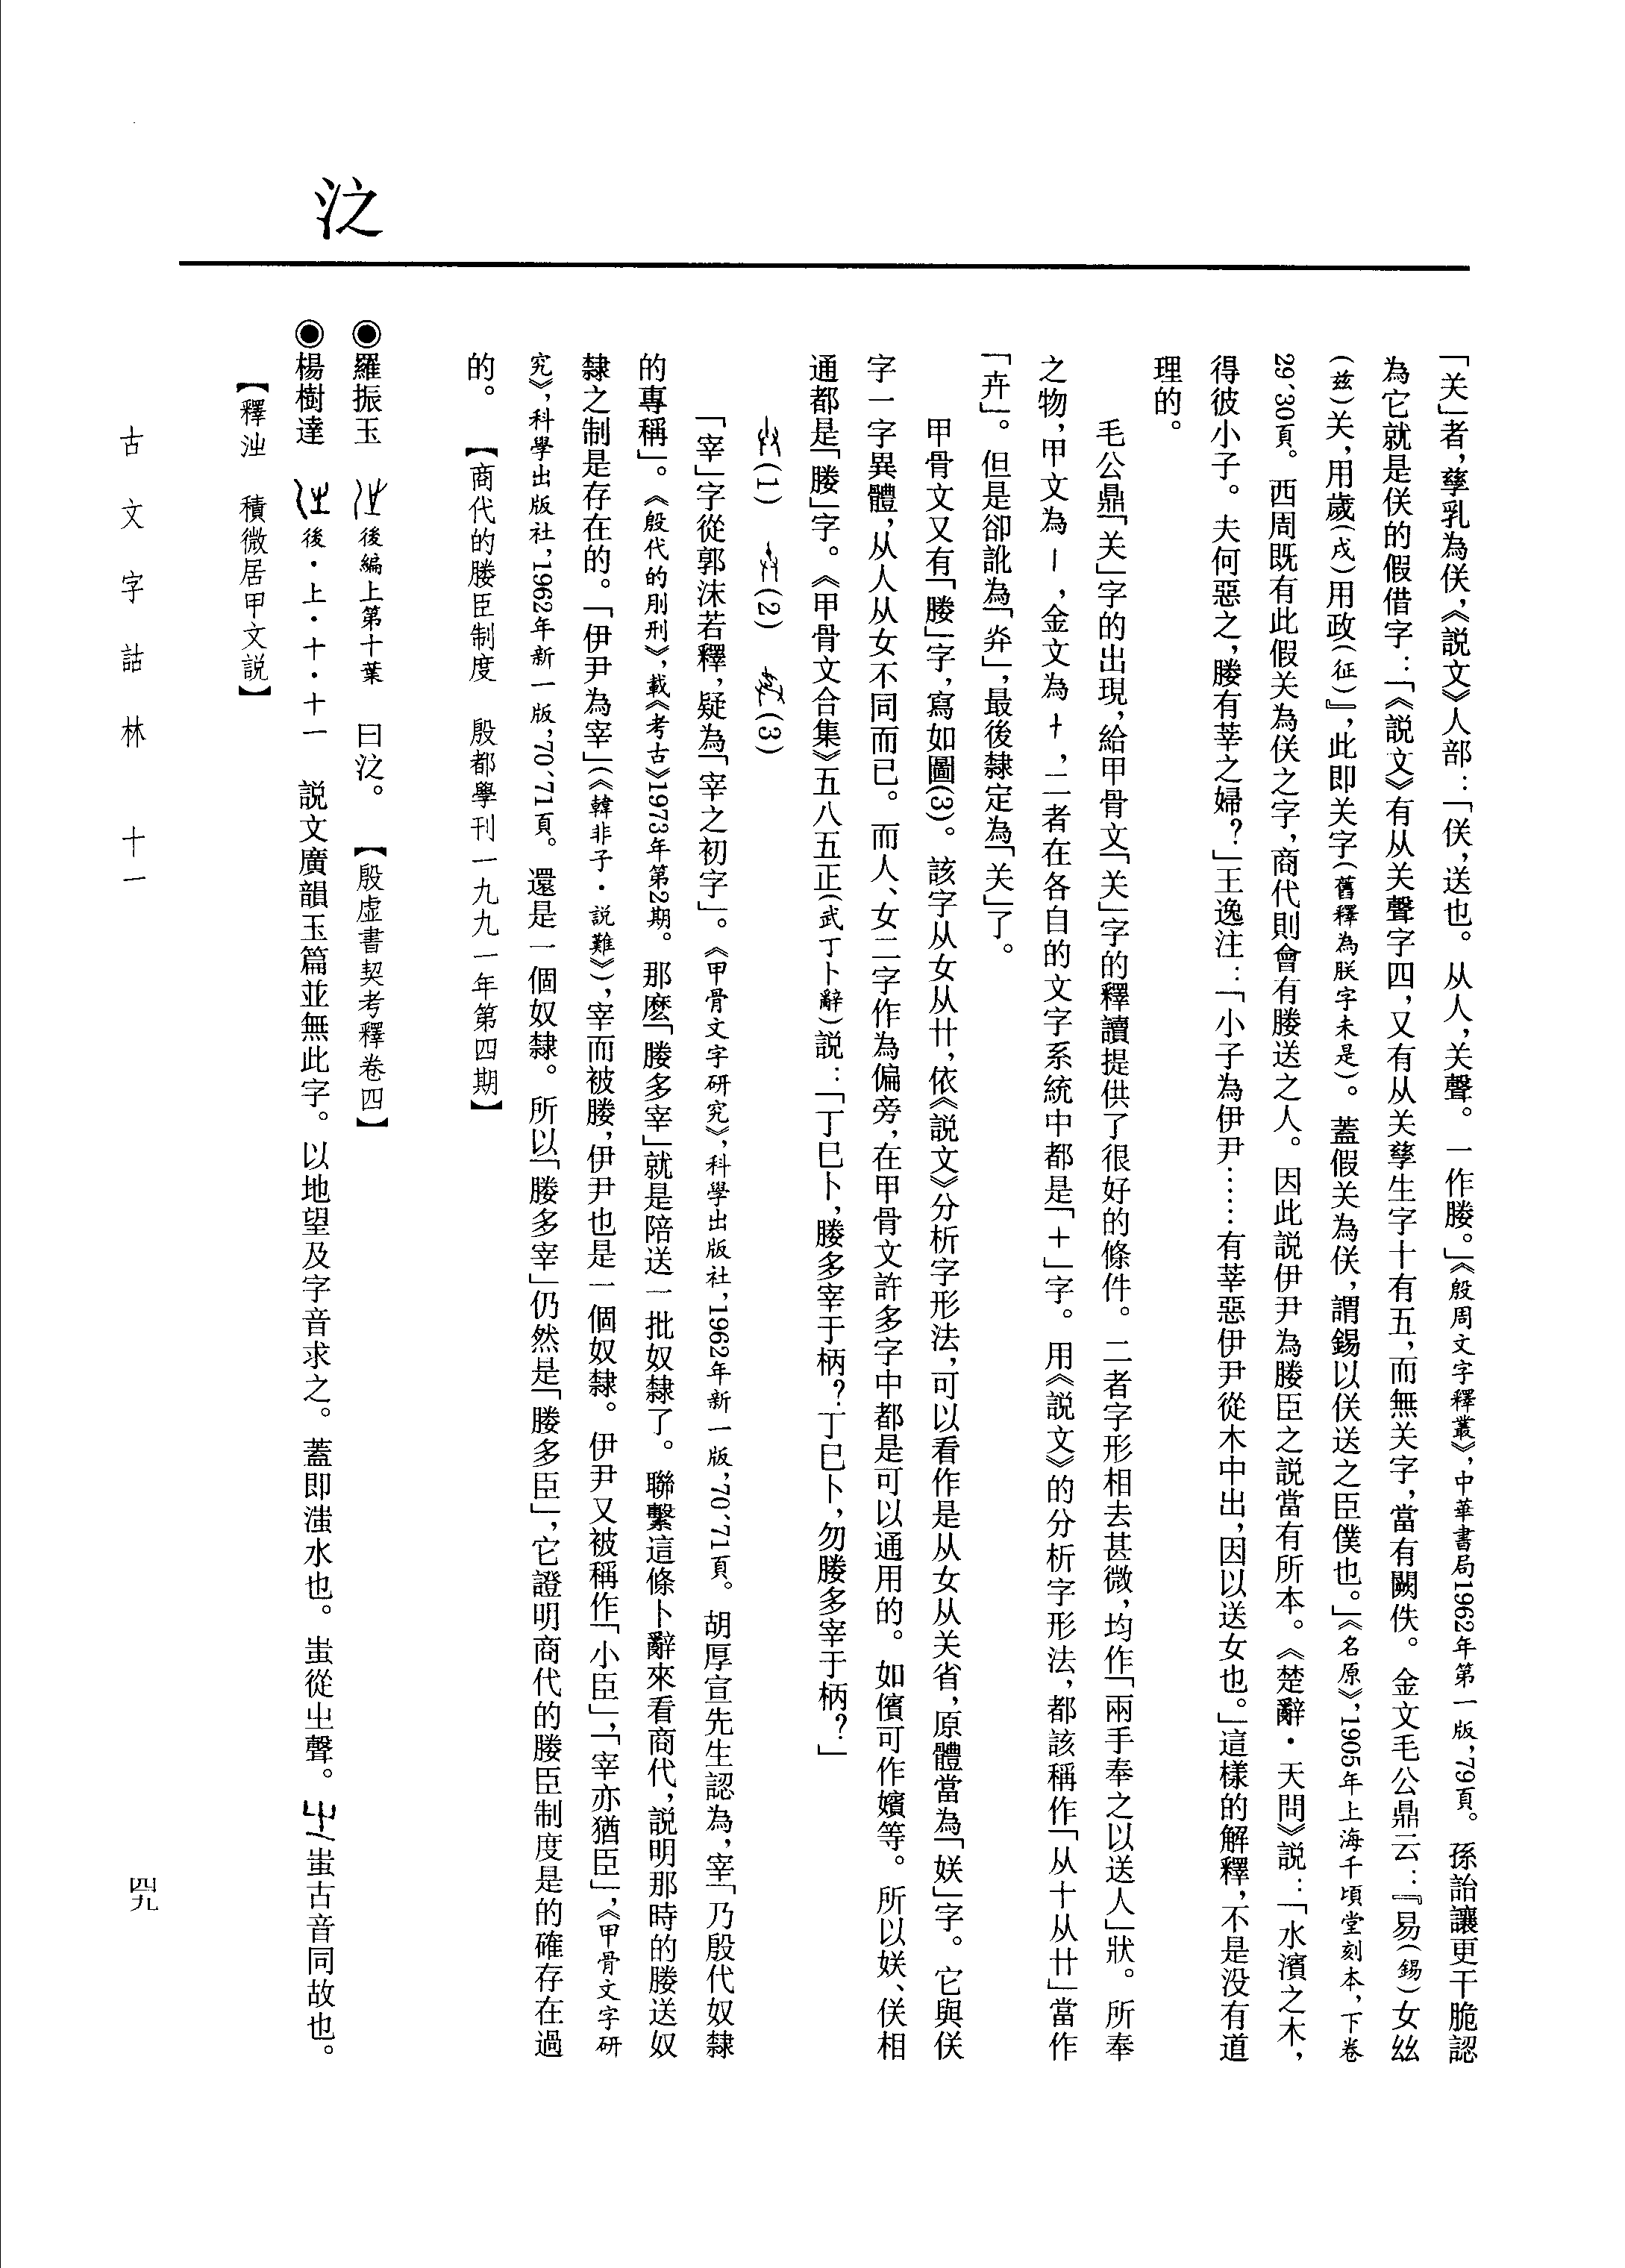 泛
「关」者，孳乳為㑞，《説文》人部：「㑞，送也。从人，关聲。一作媵。」《殷周文字釋叢》，中華書局1962年第一版，79頁。孫詒讓更干脆認
為它就是㑞的假借字：「《説文》有从关聲字四，又有从关孳生字十有五，而無关字，當有闕佚。金文毛公鼎云：『易（錫）女𢆶
（兹）关，用歲（戉）用政（征）』，此即关字（舊釋為朕字未是）。蓋假关為㑞，謂錫以㑞送之臣僕也。」《名原》，1905年上海千頃堂刻本，下卷
29、30頁。西周既有此假关為㑞之字，商代則會有媵送之人。因此説伊尹為媵臣之説當有所本。《楚辭・天問》説：「水濱之木，
得彼小子。夫何惡之，媵有莘之婦？」王逸注：「小子為伊尹……有莘惡伊尹從木中出，因以送女也。」這樣的解釋，不是没有道
理的。
毛公鼎「关」字的出現，給甲骨文「关」字的釋讀提供了很好的條件。二者字形相去甚微，均作「兩手奉之以送人」狀。所奉
之物，甲文為丨，金文為，二者在各自的文字系統中都是「十」字。用《説文》的分析字形法，都該稱作「从十从廾」當作
「卉」。但是卻訛為「灷」，最後隸定為「关」了。
甲骨文又有「媵」字，寫如圖(3)。該字从女从廾，依《説文》分析字形法，可以看作是从女从关省，原體當為「㛙」字。它與㑞
字一字異體，从人从女不同而已。而人、女二字作為偏旁，在甲骨文許多字中都是可以通用的。如儐可作嬪等。所以㛙、㑞相
通都是「媵」字。《甲骨文合集》五八五正（武丁卜辭）説：「丁巳卜，媵多宰于柄？丁巳卜，勿媵多宰于柄？」
(1) (2) (3)
「宰」字從郭沫若釋，疑為「宰之初字」。《甲骨文字研究》，科學出版社，1962年新一版，70、71頁。胡厚宣先生認為，宰「乃殷代奴隸
的專稱」。《殷代的刖刑》，載《考古》1973年第2期。那麽「媵多宰」就是陪送一批奴隸了。聯繫這條卜辭來看商代，説明那時的媵送奴
隸之制是存在的。「伊尹為宰」（《韓非子・説難》），宰而被媵，伊尹也是一個奴隸。伊尹又被稱作「小臣」，「宰亦猶臣」，《甲骨文字研
究》，科學出版社，1962年新一版，70、71頁。還是一個奴隸。所以「媵多宰」仍然是「媵多臣」，它證明商代的媵臣制度是的確存在過
的。　【商代的媵臣制度　殷都學刊一九九一年第四期】
◉羅振玉　後編上第十葉　曰泛。　【殷虚書契考釋卷四】
◉楊樹達　後・上・十・十一　説文廣韻玉篇並無此字。以地望及字音求之。蓋即滍水也。蚩從㞢聲。㞢蚩古音同故也。
【釋𣲖　積微居甲文説】
古文字詁林　十一
四九